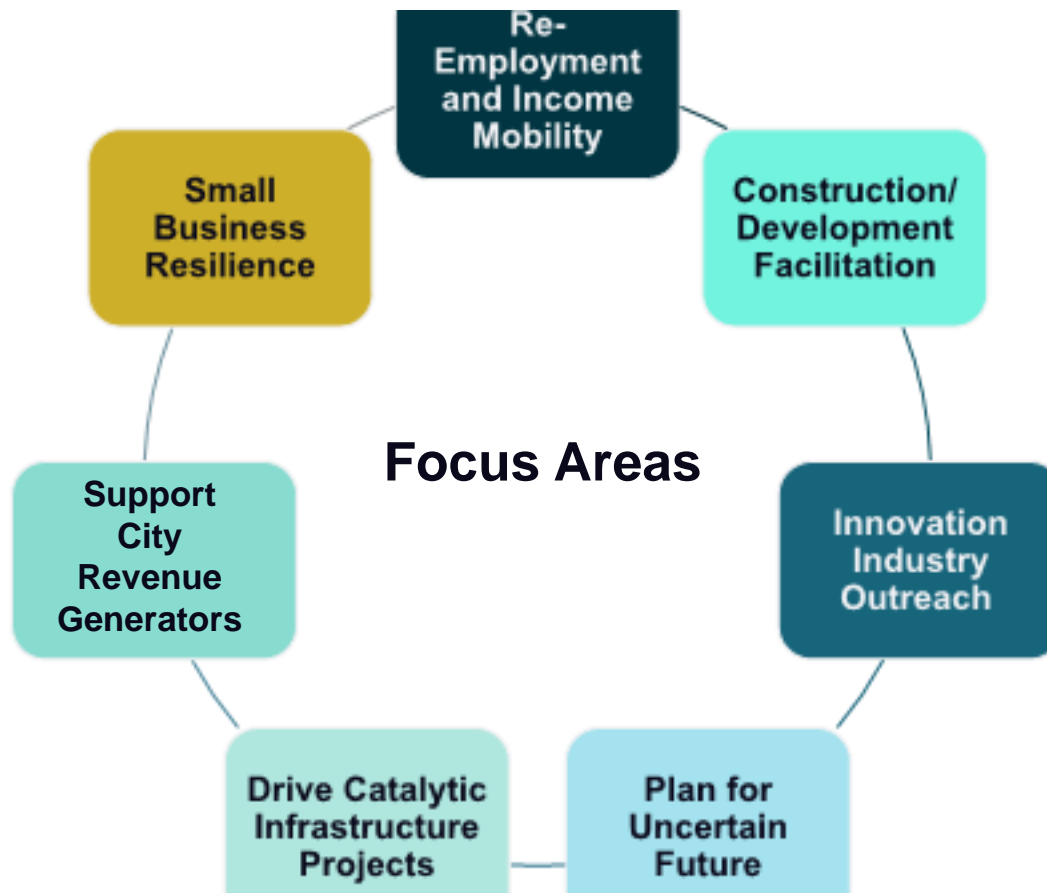 Re-
Employment
and Income
Mobility
Construction/
Development
Facilitation
Innovation
Industry
Outreach
Plan for
Uncertain
Future
Drive Catalytic
Infrastructure
Projects
Support
City
Revenue
Generators
Small
Business
Resilience
Focus Areas